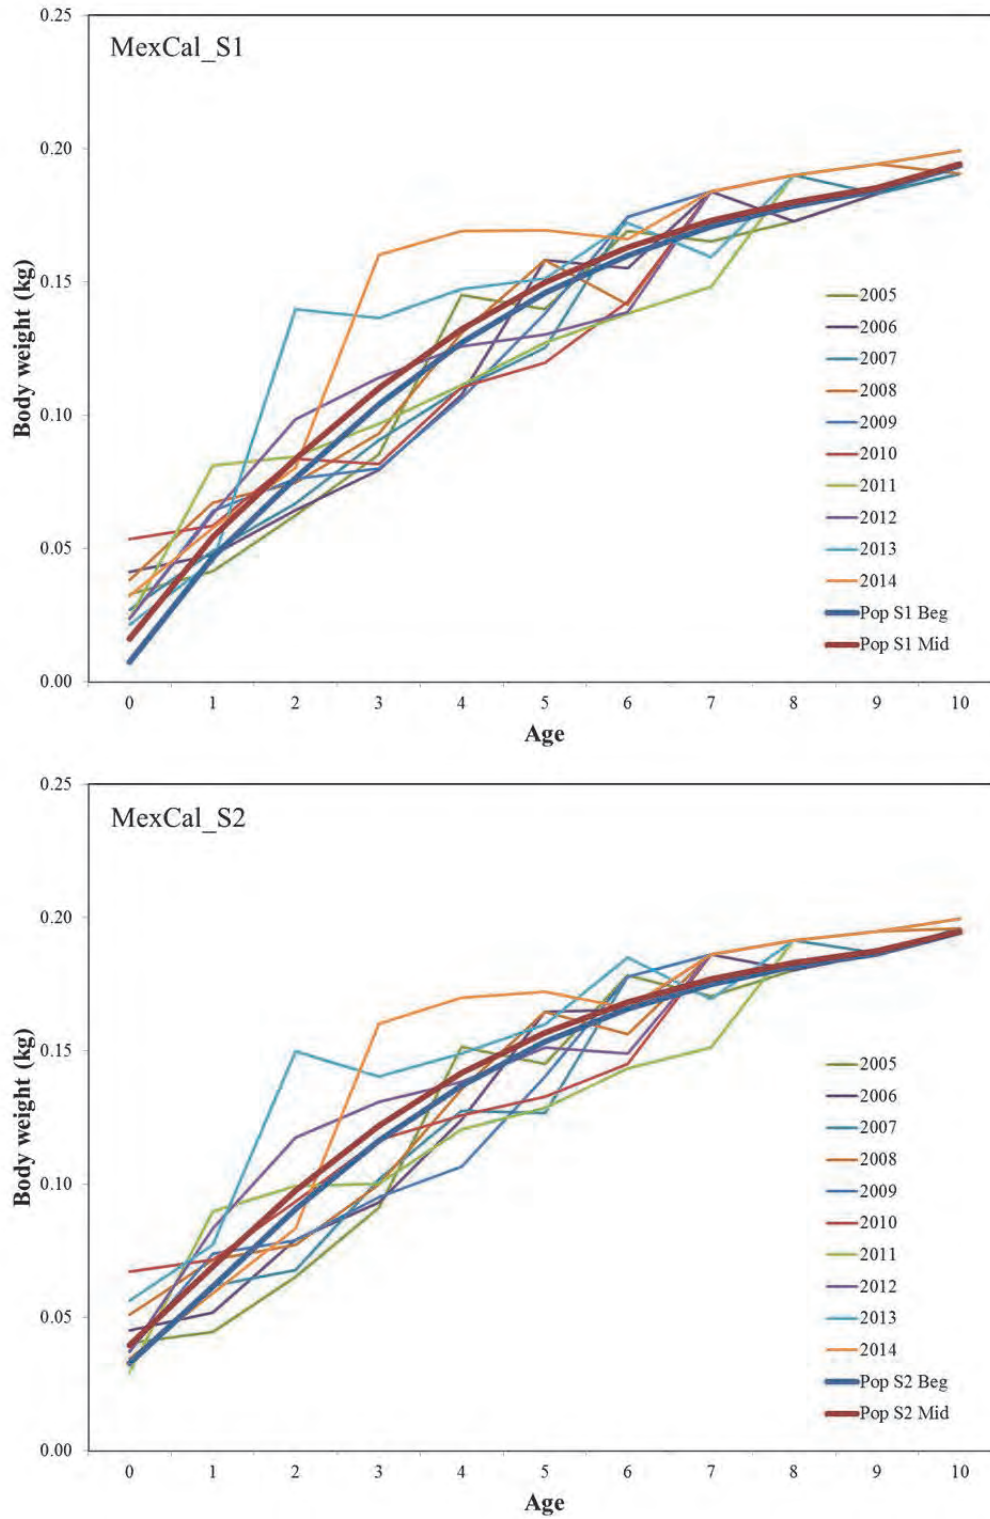 MexCal_S1
0.25
0.20
0.15
0.10
0.05
0.00
Body weight (kg)
2005
2006
2007
2008
2009
2010
2011
2012
2013
2014
Pop S1 Beg
Pop S1 Mid
0 1 2 3 4 5 6 7 8 9 10
Age
MexCal_S2
0.25
0.20
0.15
0.10
0.05
0.00
Body weight (kg)
2005
2006
2007
2008
2009
2010
2011
2012
2013
2014
Pop S2 Beg
Pop S2 Mid
0 1 2 3 4 5 6 7 8 9 10
Age